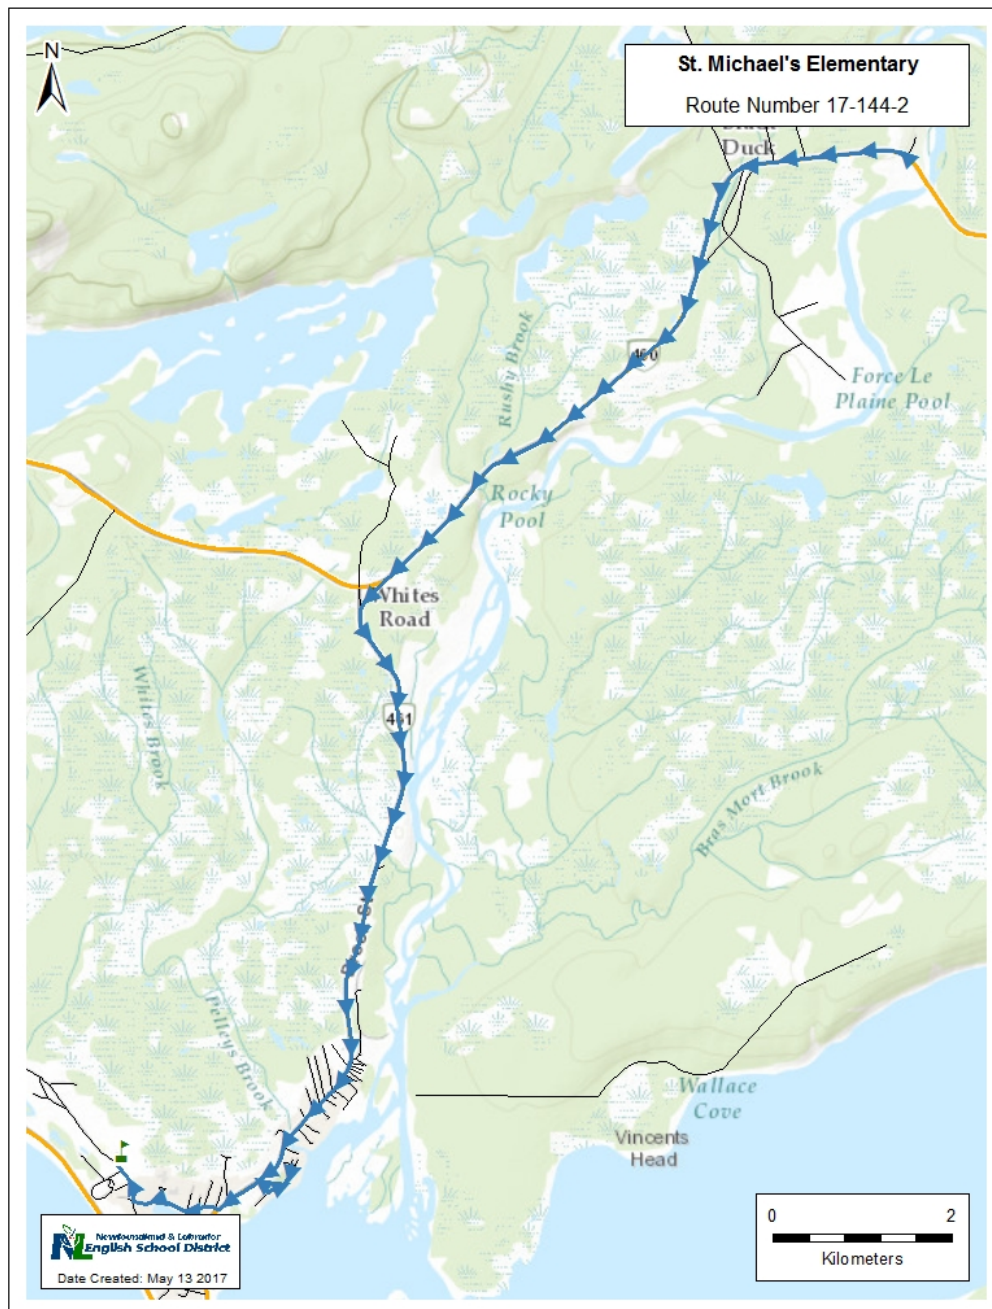 N
St. Michael's Elementary
Route Number 17-144-2
Duck
Rushy Brook
460
Force Le
Plaine Pool
Rocky
Pool
Whites
Road
Whites Brook
461
Bras Mort Brook
Pelleys Brook
Wallace
Cove
Vincents
Head
0 2
Kilometers
Newfoundland & Labrador
English School District
Date Created: May 13 2017